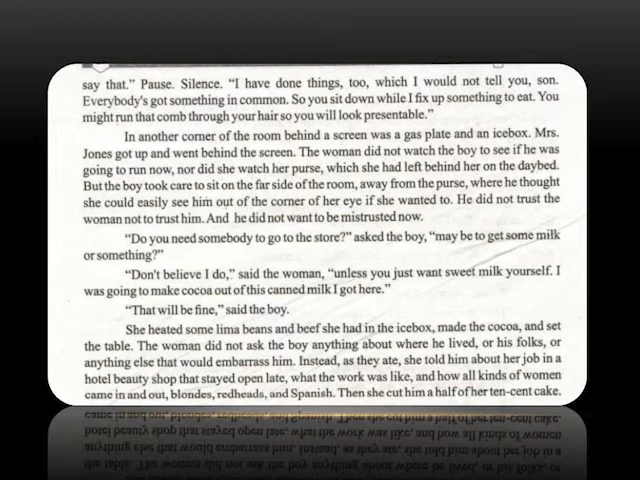 say that.” Pause. Silence. “I have done things, too, which I would not tell you, son.
Everybody's got something in common. So you sit down while I fix up something to eat. You
might run that comb through your hair so you will look presentable.”
In another corner of the room behind a screen was a gas plate and an icebox. Mrs.
Jones got up and went behind the screen. The woman did not watch the boy to see if he was
going to run now, nor did she watch her purse, which she had left behind her on the daybed.
But the boy took care to sit on the far side of the room, away from the purse, where he thought
she could easily see him out of the corner of her eye if she wanted to. He did not trust the
woman not to trust him. And he did not want to be mistrusted now.
“Do you need somebody to go to the store?” asked the boy, “may be to get some milk
or something?”
“Don't believe I do,” said the woman, “unless you just want sweet milk yourself. I
was going to make cocoa out of this canned milk I got here.”
“That will be fine,” said the boy.
She heated some lima beans and beef she had in the icebox, made the cocoa, and set
the table. The woman did not ask the boy anything about where he lived, or his folks, or
anything else that would embarrass him. Instead, as they ate, she told him about her job in a
hotel beauty shop that stayed open late, what the work was like, and how all kinds of women
came in and out, blondes, redheads, and Spanish. Then she cut him a half of her ten-cent cake.